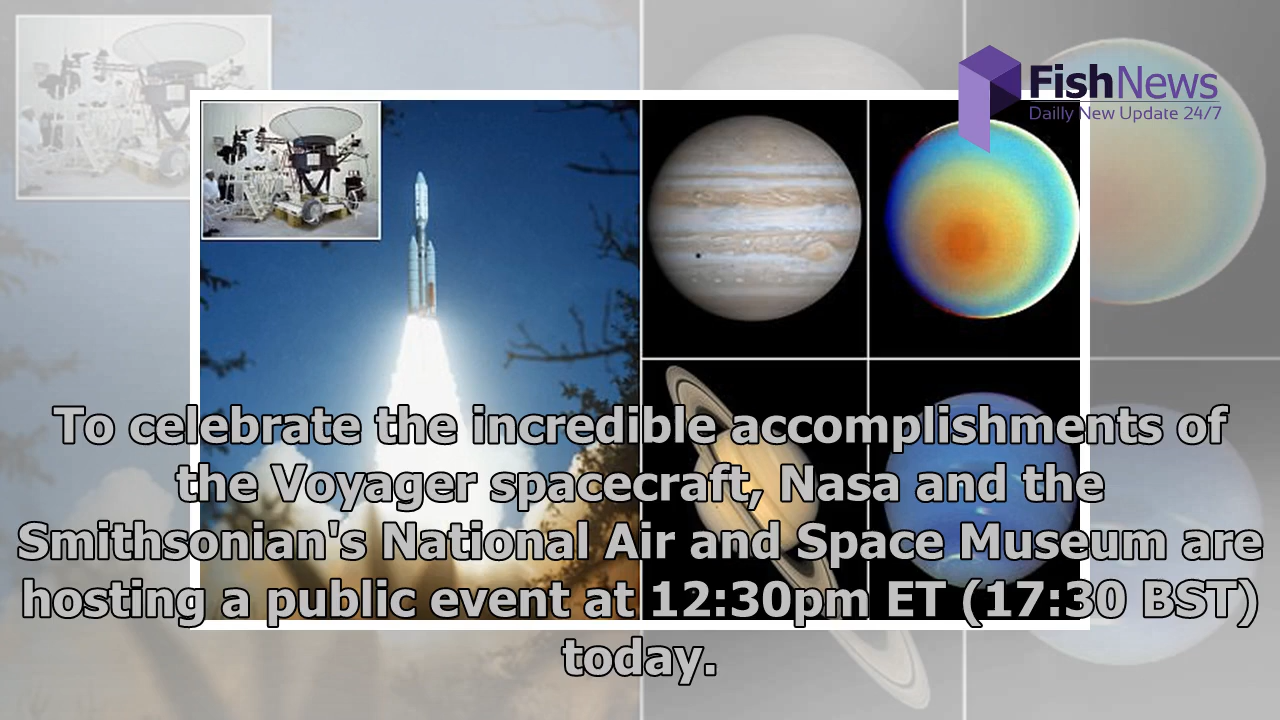 FishNews
Dailly New Update 24/7
To celebrate the incredible accomplishments of
the Voyager spacecraft, Nasa and the
Smithsonian's National Air and Space Museum are
hosting a public event at 12:30pm ET (17:30 BST)
today.